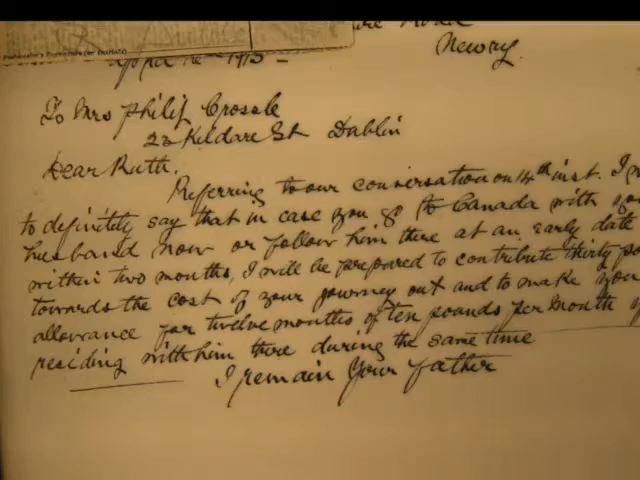 Newry.
April 16th 1913 -
To Mrs Philip Crossle
22 Kildare St Dublin
Dear Ruth.
Referring to our conversation on 14th inst. I
to definitely say that in case you go to Canada with your
husband now or follow him there at an early date
within two months, I will be prepared to contribute thirty
towards the cost of your journey out and to make you
allowance for twelve months of ten pounds per month
residing with him there during the same time
I remain Your father